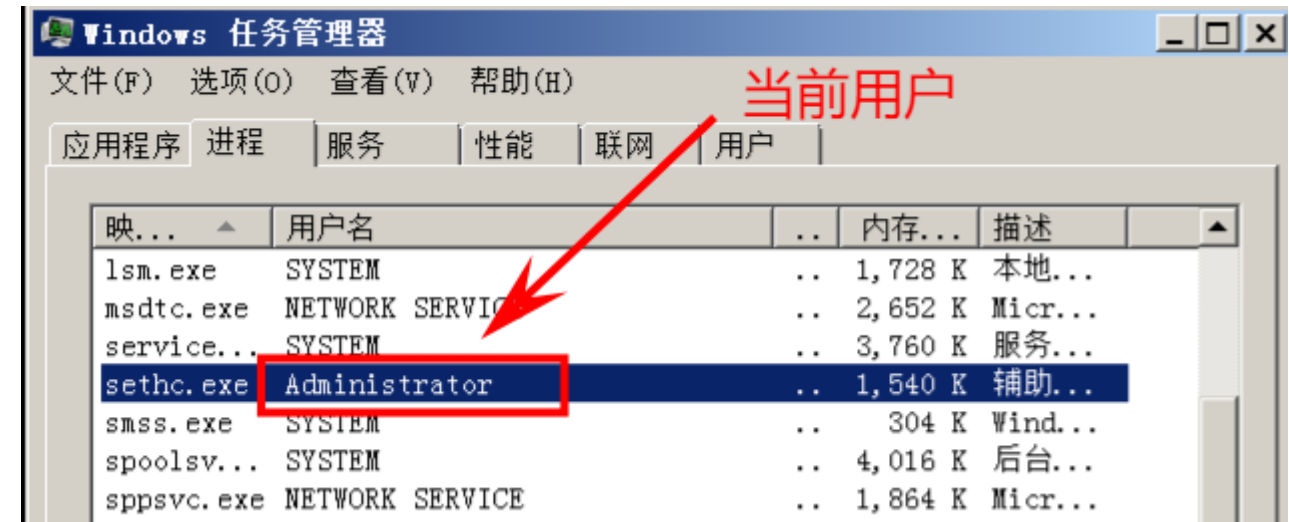 Windows 任务管理器
文件(F) 选项(O) 查看(V) 帮助(H)
当前用户
应用程序 进程 服务 性能 联网 用户
映... 用户名 .. 内存... 描述
lsm.exe SYSTEM .. 1,728 K 本地...
msdtc.exe NETWORK SERVICE .. 2,652 K Micr...
service... SYSTEM .. 3,760 K 服务...
sethc.exe Administrator .. 1,540 K 辅助...
smss.exe SYSTEM .. 304 K Wind...
spoolsv... SYSTEM .. 4,016 K 后台...
sppsvc.exe NETWORK SERVICE .. 1,864 K Micr...